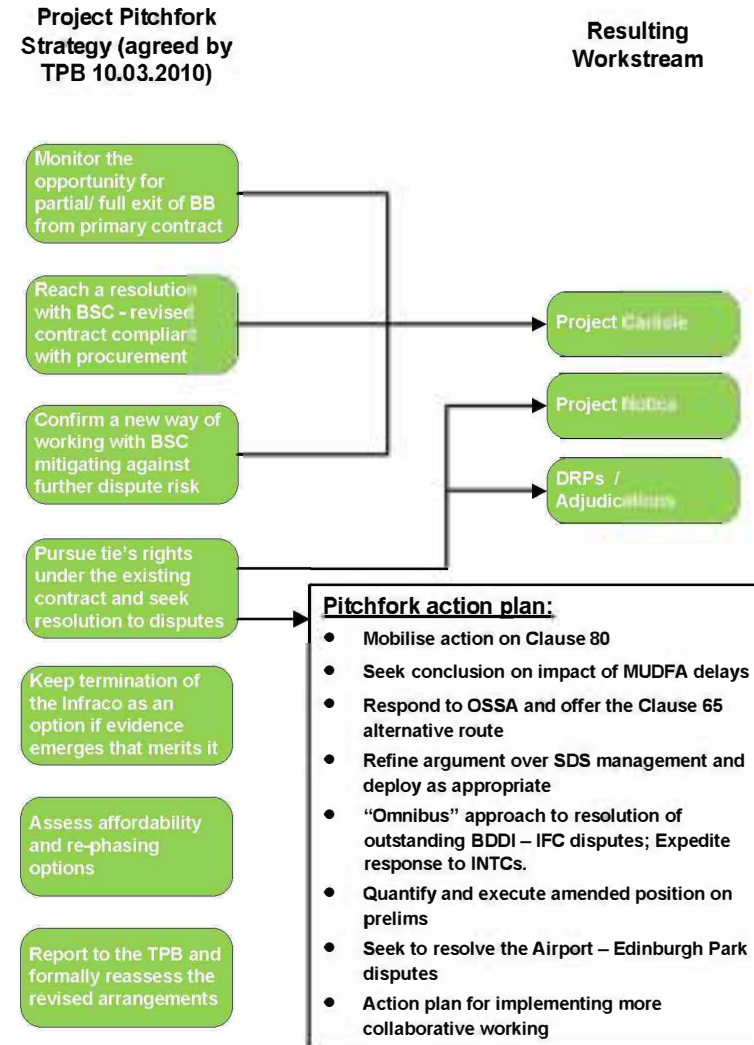 Project Pitchfork
Strategy (agreed by
TPB 10.03.2010)
Resulting
Workstream
Monitor the
opportunity for
partial/ full exit of BB
from primary contract
Reach a resolution
with BSC - revised
contract compliant
with procurement
Confirm a new way of
working with BSC
mitigating against
further dispute risk
Pursue tie's rights
under the existing
contract and seek
resolution to disputes
Keep termination of
the Infraco as an
option if evidence
emerges that merits it
Assess affordability
and re-phasing
options
Report to the TPB and
formally reassess the
revised arrangements
Project Carlisle
Project Notice
DRPs /
Adjudications
Pitchfork action plan:
• Mobilise action on Clause 80
• Seek conclusion on impact of MUDFA delays
• Respond to OSSA and offer the Clause 65
alternative route
• Refine argument over SDS management and
deploy as appropriate
• “Omnibus” approach to resolution of
outstanding BDDI – IFC disputes; Expedite
response to INTCs.
• Quantify and execute amended position on
prelims
• Seek to resolve the Airport – Edinburgh Park
disputes
• Action plan for implementing more
collaborative working